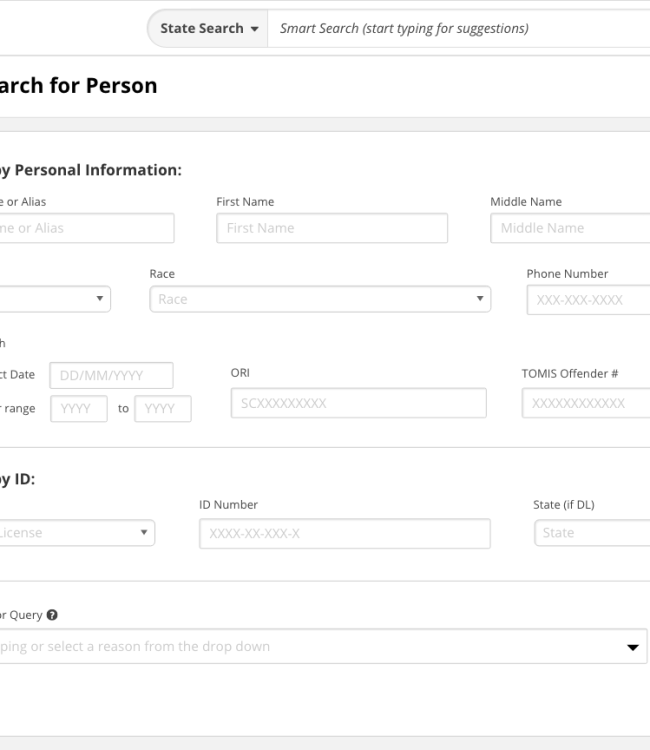 State Search Smart Search (start typing for suggestions)
arch for Person
by Personal Information:
e or Alias First Name Middle Name
me or Alias First Name Middle Name
Race Phone Number
Race XXX-XXX-XXXX
h
ct Date DD/MM/YYYY ORI TOMIS Offender #
r range YYYY to YYYY SCXXXXXXXXX XXXXXXXXXXXX
by ID:
ID Number State (if DL)
License XXXX-XX-XXX-X State
or Query ?
ping or select a reason from the drop down